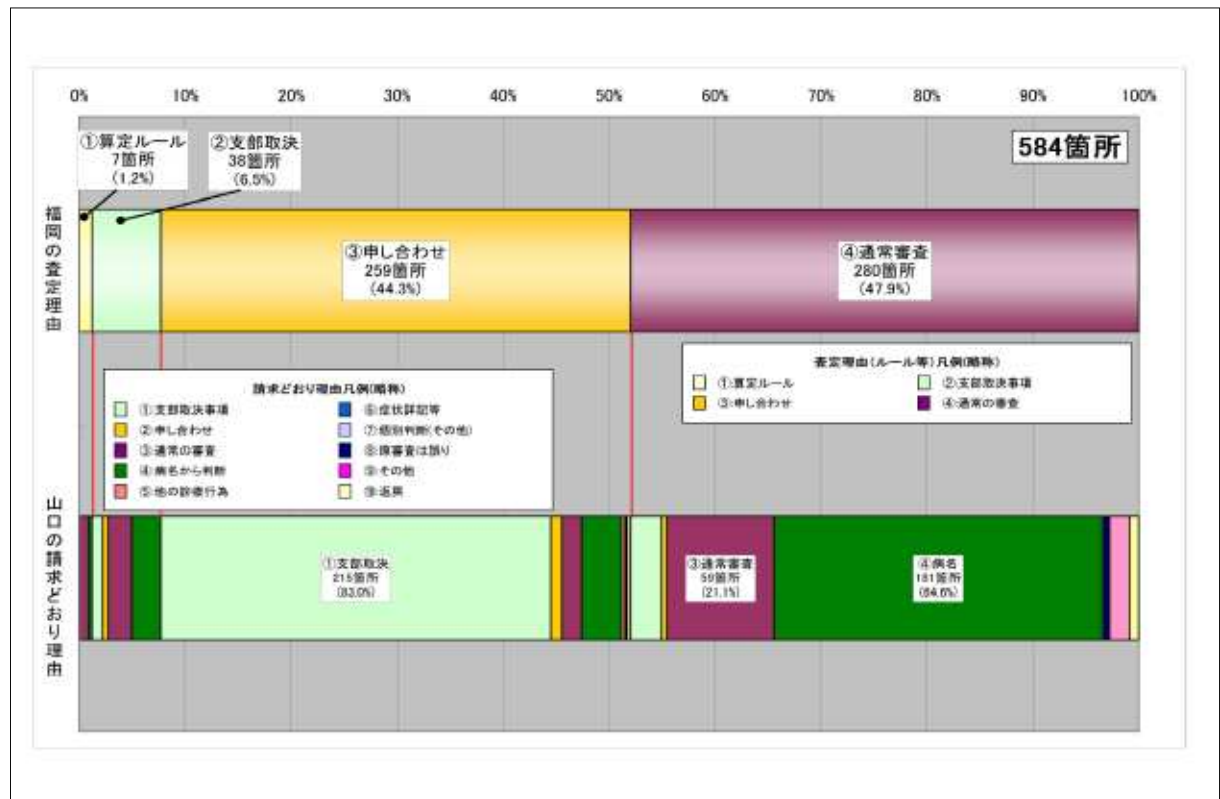 0% 10% 20% 30% 40% 50% 60% 70% 80% 90% 100%
584箇所
①算定ルール
7箇所
(1.2%)
②支部取決
38箇所
(6.5%)
福岡の査定理由
③申し合わせ
259箇所
(44.3%)
④通常審査
280箇所
(47.9%)
請求どおり理由凡例(略称)
①:支部取決事項
②:申し合わせ
③:通常の審査
④:病名から判断
⑤:他の診療行為
⑥:症状詳記等
⑦:個別判断(その他)
⑧:原審査は誤り
⑨:その他
⑩:返戻
査定理由(ルール等)凡例(略称)
①:算定ルール
②:支部取決事項
③:申し合わせ
④:通常の審査
山口の請求どおり理由
①支部取決
215箇所
(83.0%)
③通常審査
59箇所
(21.1%)
④病名
181箇所
(64.6%)